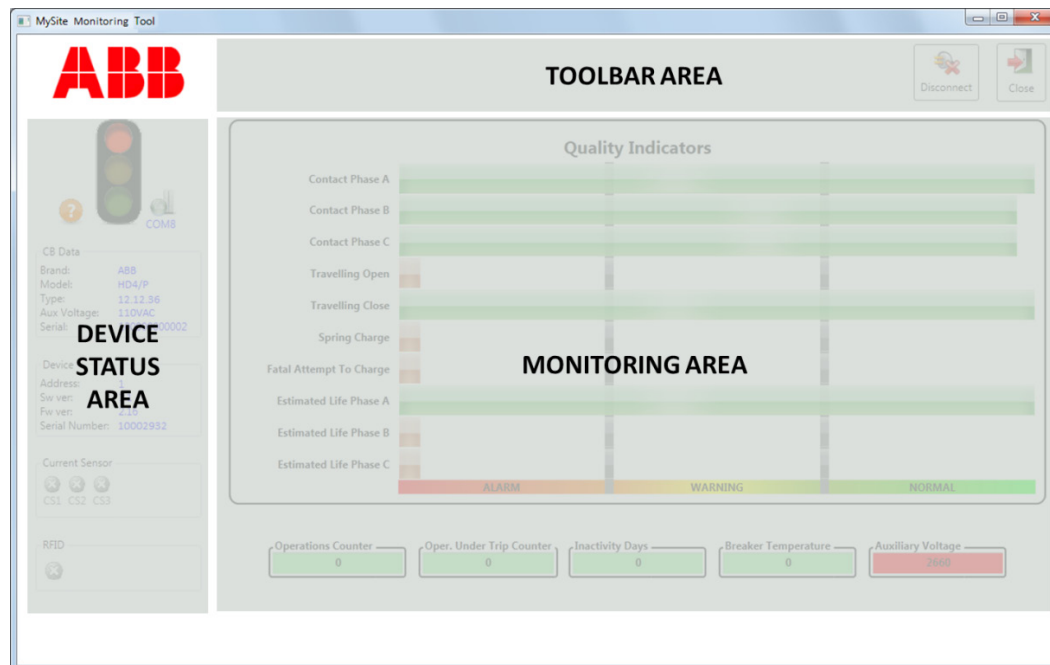 MySite Monitoring Tool
ABB
TOOLBAR AREA
Disconnect
Close
?
COM8
CB Data
Brand: ABB
Model: HD4/P
Type: 12.12.36
Aux Voltage: 110VAC
Serial: 0002
DEVICE
STATUS
AREA
Device
Address: 1
Sw ver:
Fw ver: 2.16
Serial Number: 10002932
Current Sensor
CS1 CS2 CS3
RFID
Quality Indicators
Contact Phase A
Contact Phase B
Contact Phase C
Travelling Open
Travelling Close
Spring Charge
Fatal Attempt To Charge
MONITORING AREA
Estimated Life Phase A
Estimated Life Phase B
Estimated Life Phase C
ALARM WARNING NORMAL
Operations Counter Oper. Under Trip Counter Inactivity Days Breaker Temperature Auxiliary Voltage
0 0 0 0 2660